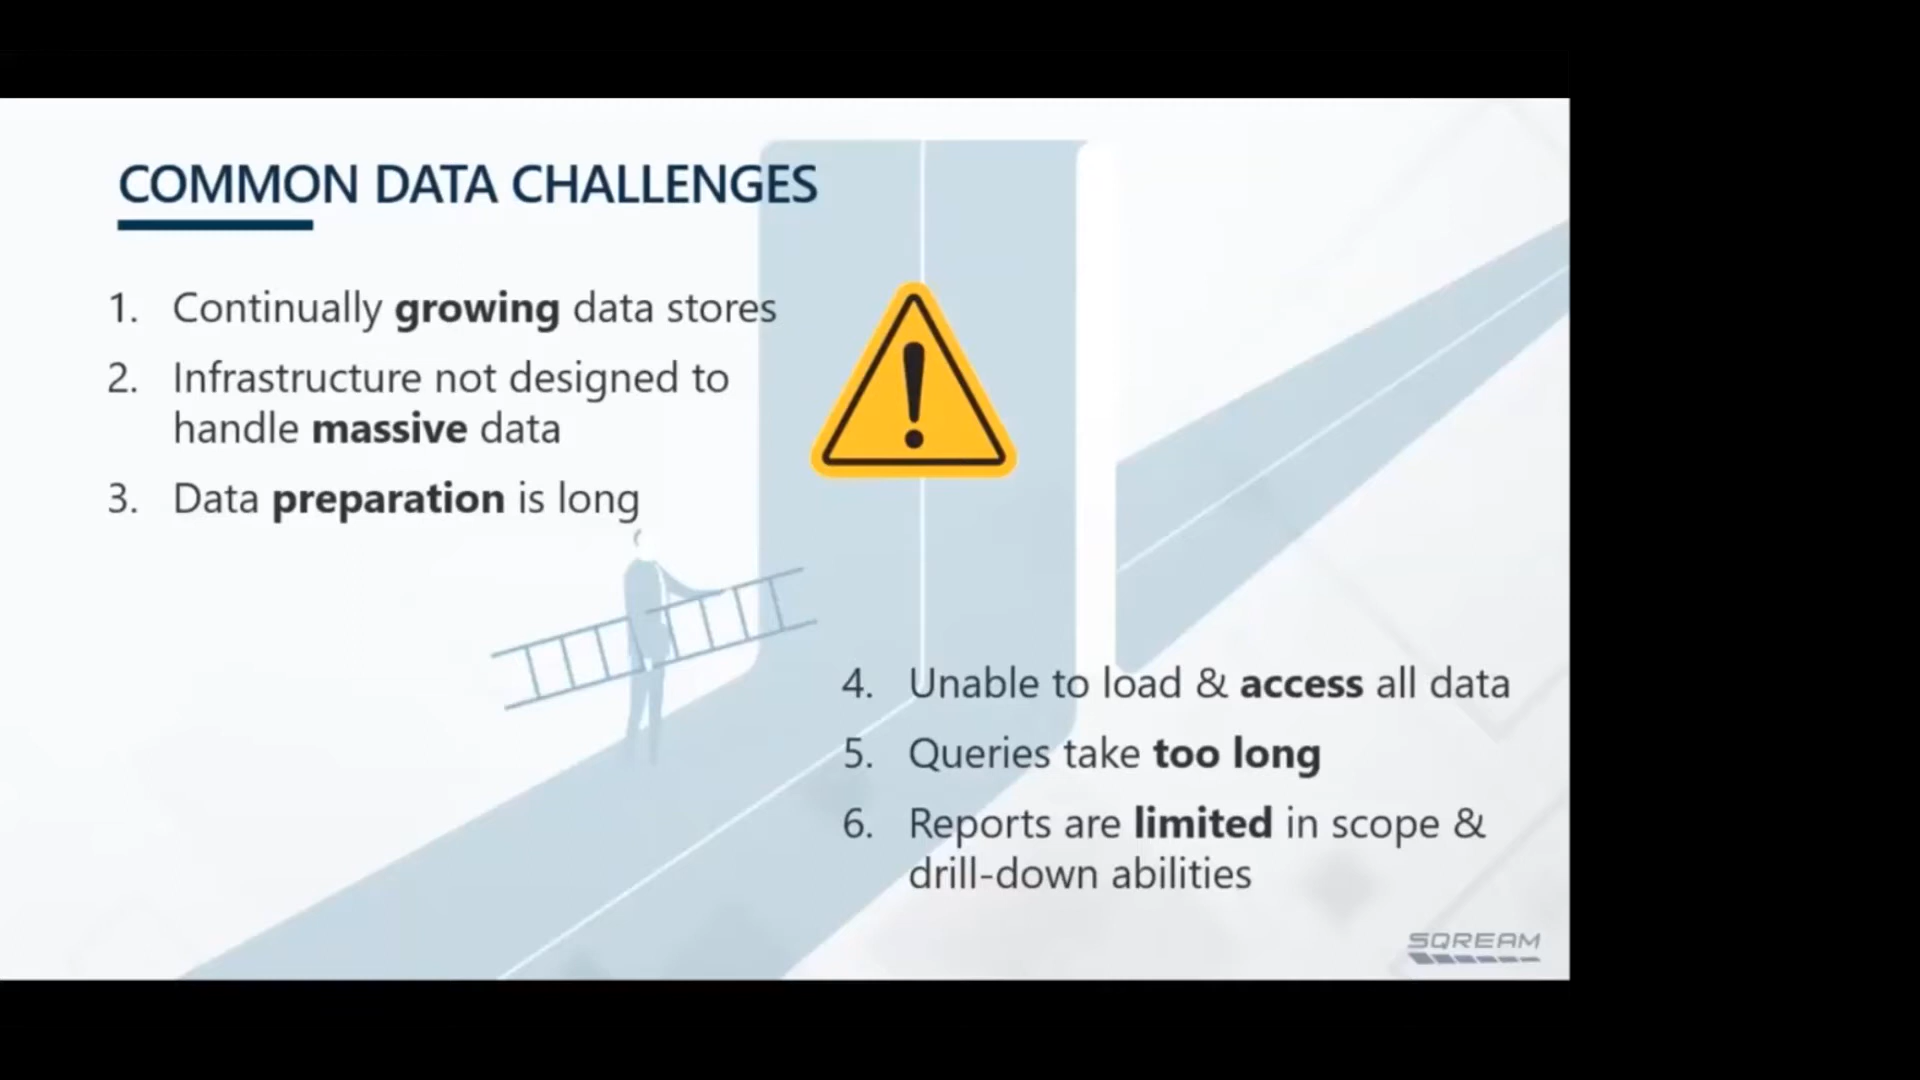 COMMON DATA CHALLENGES
1. Continually growing data stores
2. Infrastructure not designed to
handle massive data
3. Data preparation is long
4. Unable to load & access all data
5. Queries take too long
6. Reports are limited in scope &
drill-down abilities
SQREAM